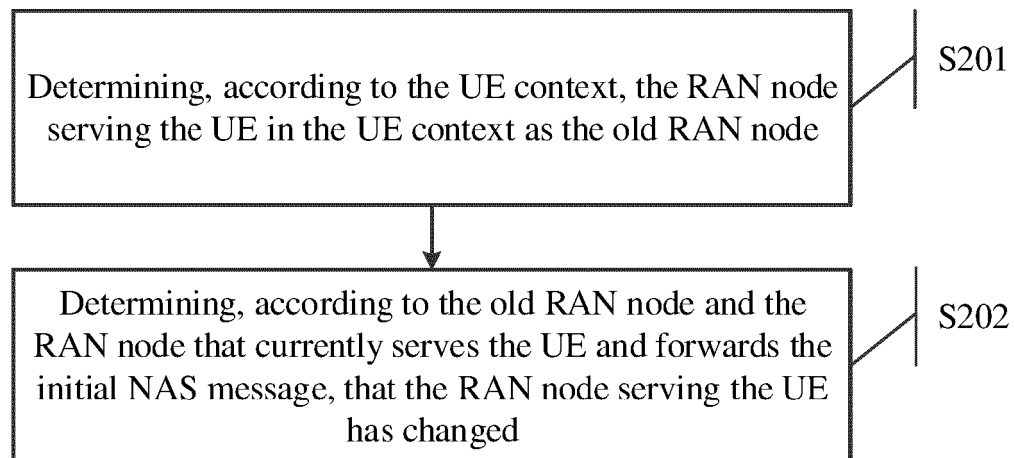 Determining, according to the UE context, the RAN node
serving the UE in the UE context as the old RAN node
S201
Determining, according to the old RAN node and the
RAN node that currently serves the UE and forwards the
initial NAS message, that the RAN node serving the UE
has changed
S202